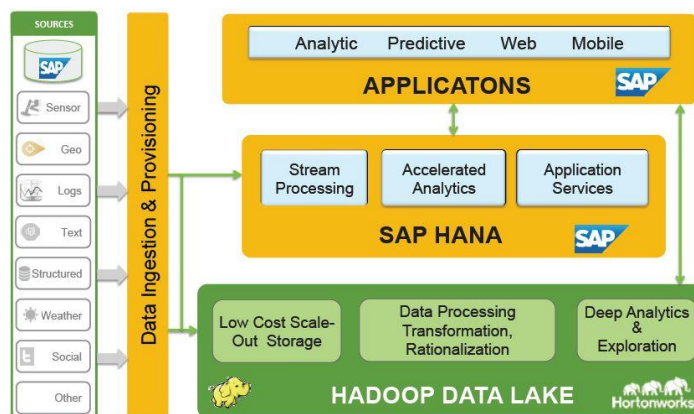 SOURCES
SAP
Sensor
Geo
Logs
Text
Structured
Weather
Social
Other
Data Ingestion & Provisioning
Analytic Predictive Web Mobile
APPLICATONS
SAP
Stream
Processing
Accelerated
Analytics
Application
Services
SAP HANA
SAP
Low Cost Scale-
Out Storage
Data Processing
Transformation,
Rationalization
Deep Analytics
&
Exploration
HADOOP DATA LAKE
Hortonworks